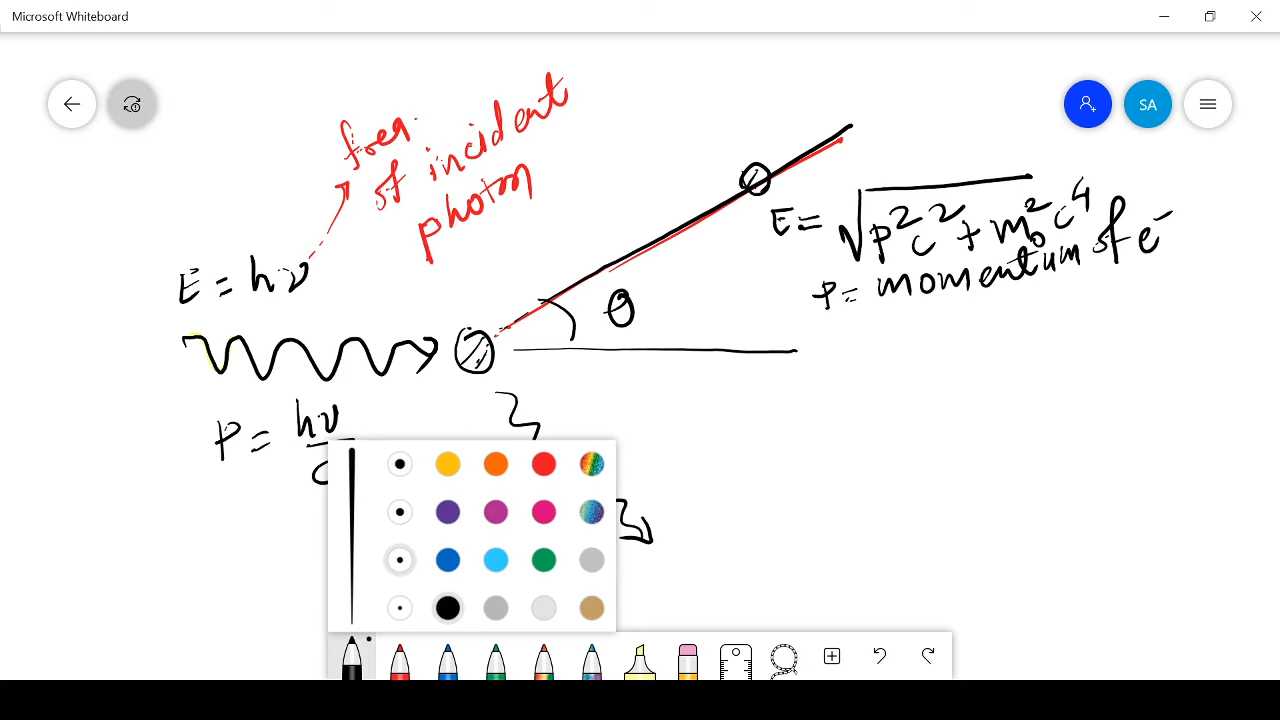 Microsoft Whiteboard
SA
freq.
of incident
photon
E = hν
E = √p²c² + m₀²c⁴
P = momentum of e⁻
θ
P = hν
c